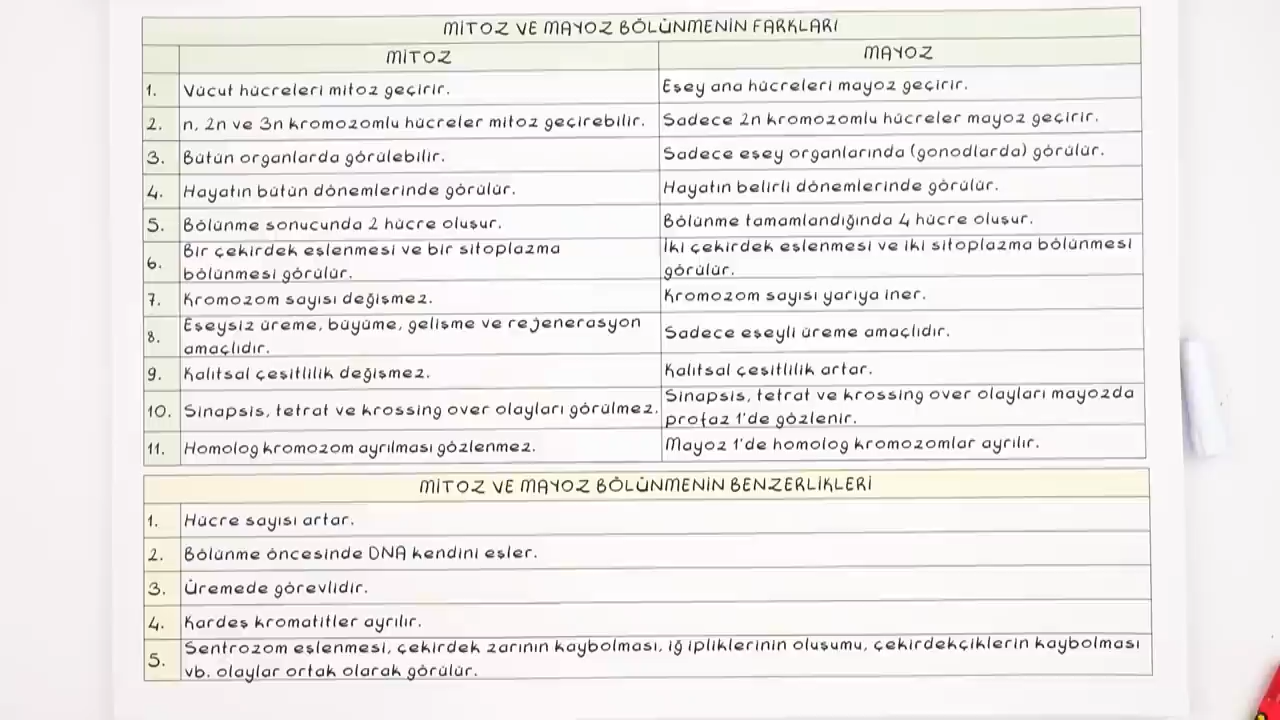 MİTOZ VE MAYOZ BÖLÜNMENİN FARKLARI
MİTOZ
MAYOZ
1.
Vücut hücreleri mitoz geçirir.
Eşey ana hücreleri mayoz geçirir.
2.
n, 2n ve 3n kromozomlu hücreler mitoz geçirebilir.
Sadece 2n kromozomlu hücreler mayoz geçirir.
3.
Bütün organlarda görülebilir.
Sadece eşey organlarında (gonodlarda) görülür.
4.
Hayatın bütün dönemlerinde görülür.
Hayatın belirli dönemlerinde görülür.
5.
Bölünme sonucunda 2 hücre oluşur.
Bölünme tamamlandığında 4 hücre oluşur.
6.
Bir çekirdek eşlenmesi ve bir sitoplazma
bölünmesi görülür.
İki çekirdek eşlenmesi ve iki sitoplazma bölünmesi
görülür.
7.
Kromozom sayısı değişmez.
Kromozom sayısı yarıya iner.
8.
Eşeysiz üreme, büyüme, gelişme ve rejenerasyon
amaçlıdır.
Sadece eşeyli üreme amaçlıdır.
9.
Kalıtsal çeşitlilik değişmez.
Kalıtsal çeşitlilik artar.
10.
Sinapsis, tetrat ve krossing over olayları görülmez.
Sinapsis, tetrat ve krossing over olayları mayozda
profaz 1'de gözlenir.
11.
Homolog kromozom ayrılması gözlenmez.
Mayoz 1'de homolog kromozomlar ayrılır.
MİTOZ VE MAYOZ BÖLÜNMENİN BENZERLİKLERİ
1.
Hücre sayısı artar.
2.
Bölünme öncesinde DNA kendini eşler.
3.
Üremede görevlidir.
4.
Kardeş kromatitler ayrılır.
5.
Sentrozom eşlenmesi, çekirdek zarının kaybolması, iğ ipliklerinin oluşumu, çekirdekçiklerin kaybolması
vb. olaylar ortak olarak görülür.